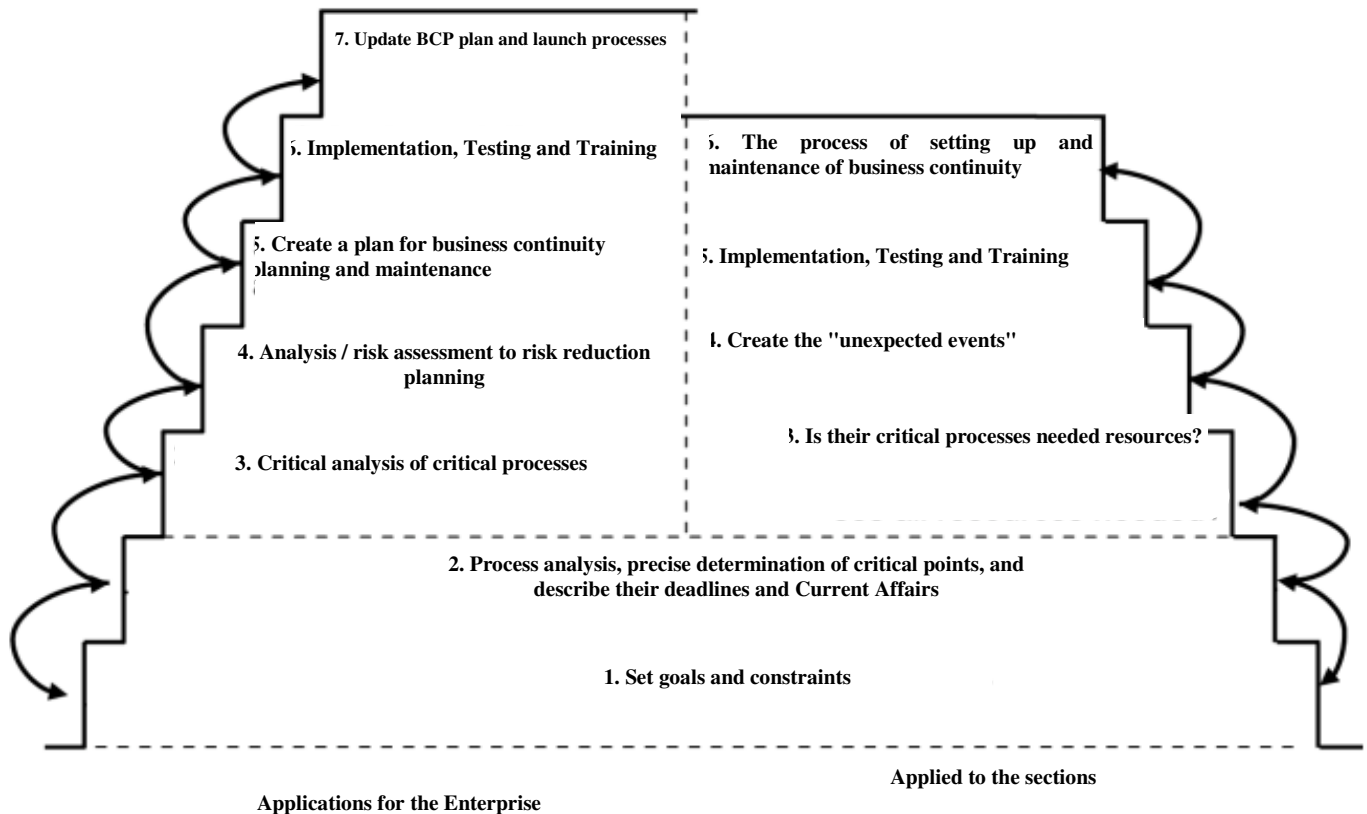 7. Update BCP plan and launch processes
6. Implementation, Testing and Training
5. Create a plan for business continuity
planning and maintenance
4. Analysis / risk assessment to risk reduction
planning
3. Critical analysis of critical processes
6. The process of setting up and
maintenance of business continuity
5. Implementation, Testing and Training
4. Create the "unexpected events"
3. Is their critical processes needed resources?
2. Process analysis, precise determination of critical points, and
describe their deadlines and Current Affairs
1. Set goals and constraints
Applied to the sections
Applications for the Enterprise